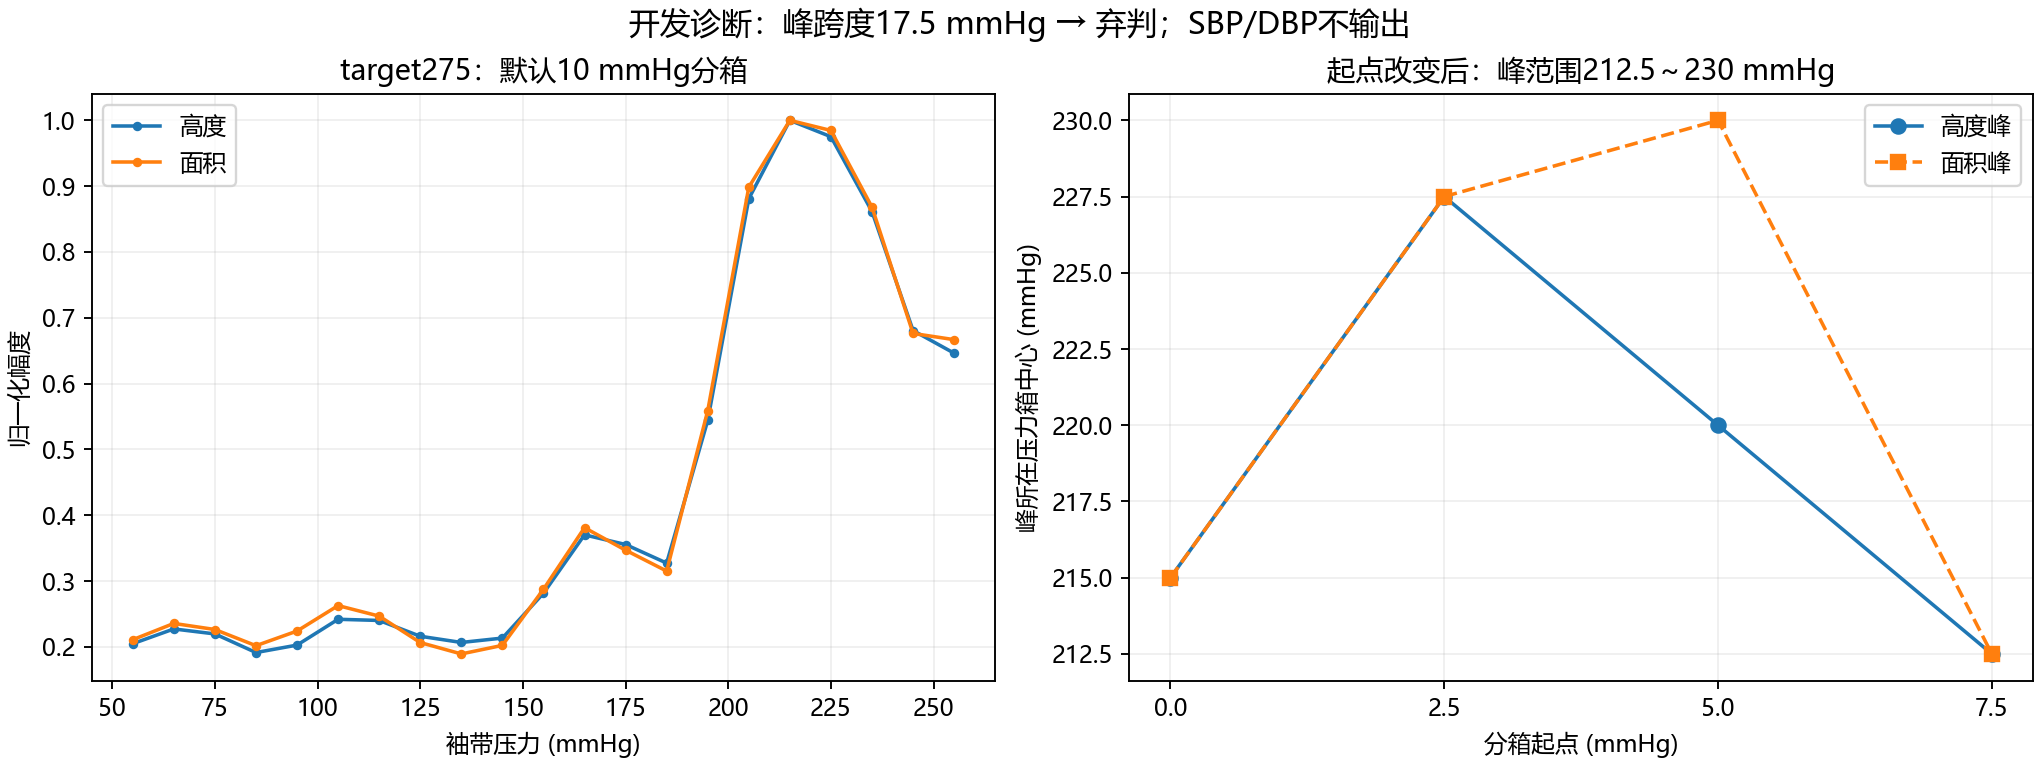 开发诊断：峰跨度17.5 mmHg → 弃判；SBP/DBP不输出
target275：默认10 mmHg分箱
高度
面积
1.0
0.9
0.8
0.7
0.6
0.5
0.4
0.3
0.2
归一化幅度
50
75
100
125
150
175
200
225
250
袖带压力 (mmHg)
起点改变后：峰范围212.5～230 mmHg
高度峰
面积峰
230.0
227.5
225.0
222.5
220.0
217.5
215.0
212.5
峰所在压力箱中心 (mmHg)
0.0
2.5
5.0
7.5
分箱起点 (mmHg)